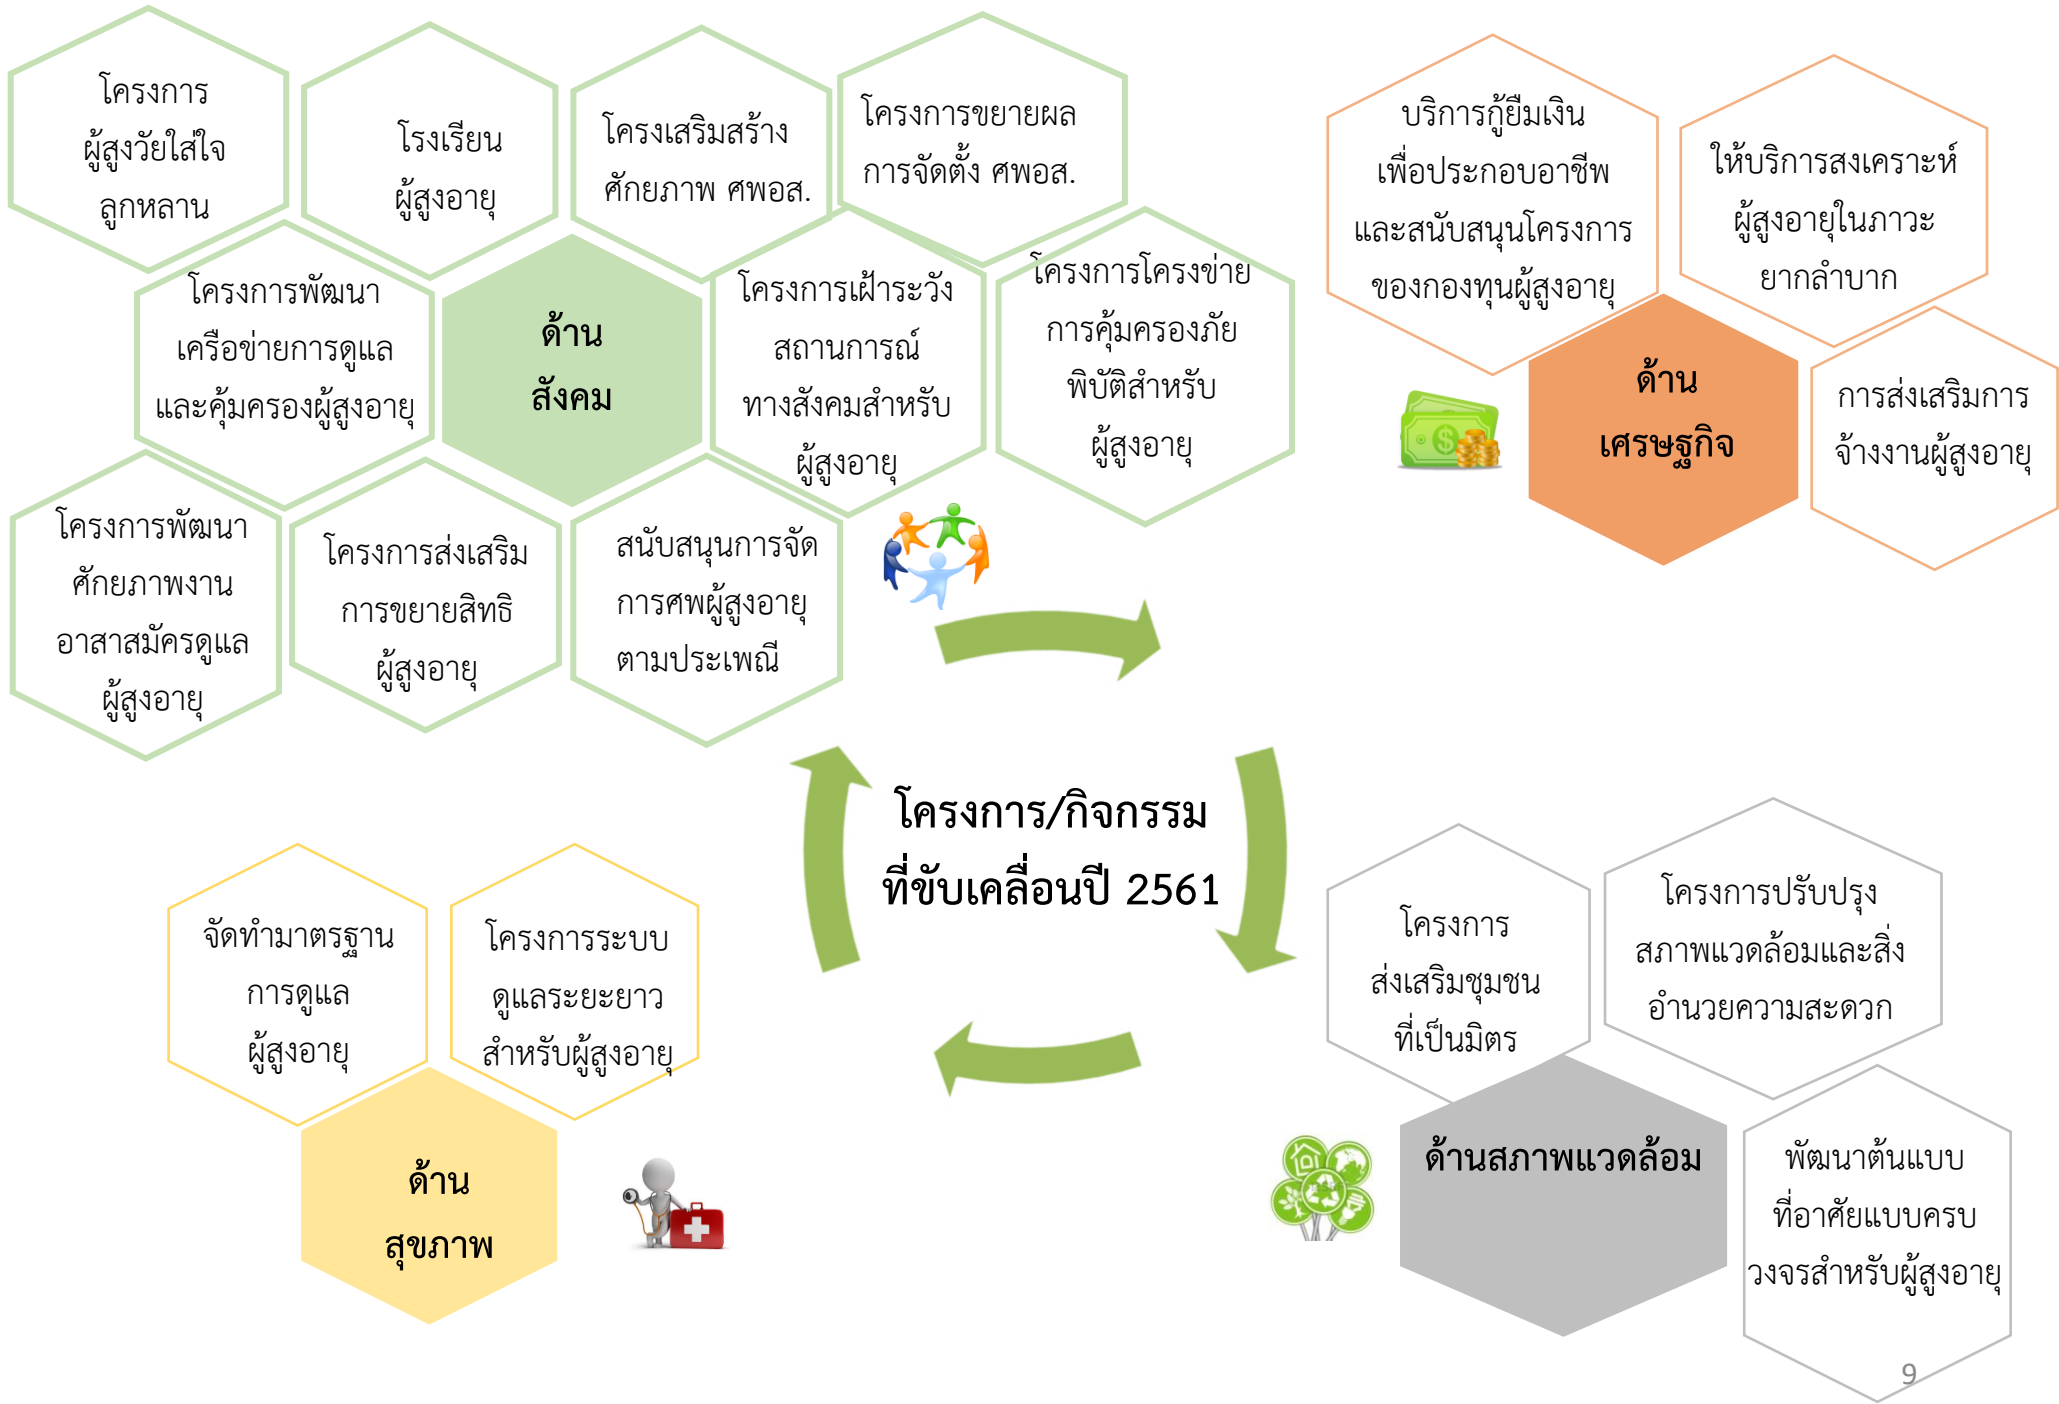 โครงการ
ผู้สูงวัยใส่ใจ
ลูกหลาน
โรงเรียน
ผู้สูงอายุ
โครงเสริมสร้าง
ศักยภาพ ศพอส.
โครงการขยายผล
การจัดตั้ง ศพอส.
โครงการพัฒนา
เครือข่ายการดูแล
และคุ้มครองผู้สูงอายุ
ด้าน
สังคม
โครงการเฝ้าระวัง
สถานการณ์
ทางสังคมสำหรับ
ผู้สูงอายุ
โครงการโครงข่าย
การคุ้มครองภัย
พิบัติสำหรับ
ผู้สูงอายุ
โครงการพัฒนา
ศักยภาพงาน
อาสาสมัครดูแล
ผู้สูงอายุ
โครงการส่งเสริม
การขยายสิทธิ
ผู้สูงอายุ
สนับสนุนการจัด
การศพผู้สูงอายุ
ตามประเพณี
บริการกู้ยืมเงิน
เพื่อประกอบอาชีพ
และสนับสนุนโครงการ
ของกองทุนผู้สูงอายุ
ให้บริการสงเคราะห์
ผู้สูงอายุในภาวะ
ยากลำบาก
ด้าน
เศรษฐกิจ
การส่งเสริมการ
จ้างงานผู้สูงอายุ
โครงการ/กิจกรรม
ที่ขับเคลื่อนปี 2561
จัดทำมาตรฐาน
การดูแล
ผู้สูงอายุ
โครงการระบบ
ดูแลระยะยาว
สำหรับผู้สูงอายุ
ด้าน
สุขภาพ
โครงการ
ส่งเสริมชุมชน
ที่เป็นมิตร
โครงการปรับปรุง
สภาพแวดล้อมและสิ่ง
อำนวยความสะดวก
ด้านสภาพแวดล้อม
พัฒนาต้นแบบ
ที่อาศัยแบบครบ
วงจรสำหรับผู้สูงอายุ
9